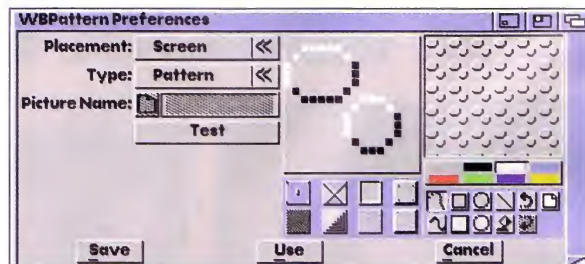 WBPattern Preferences
Placement: Screen
Type: Pattern
Picture Name:
Test
Save Use Cancel